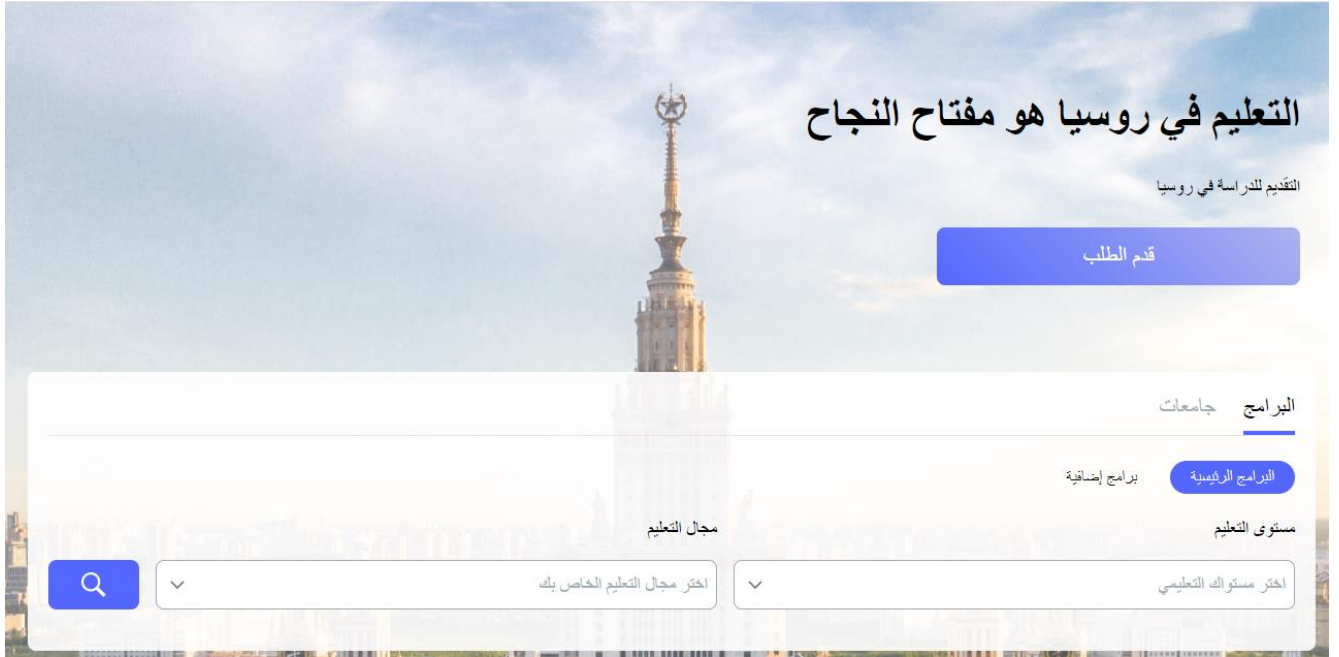 التعليم في روسيا هو مفتاح النجاح
التقديم للدراسة في روسيا
قدم الطلب
البرامج جامعات
البرامج الرئيسية برامج إضافية
مستوى التعليم مجال التعليم
اختر مستواك التعليمي اختر مجال التعليم الخاص بك